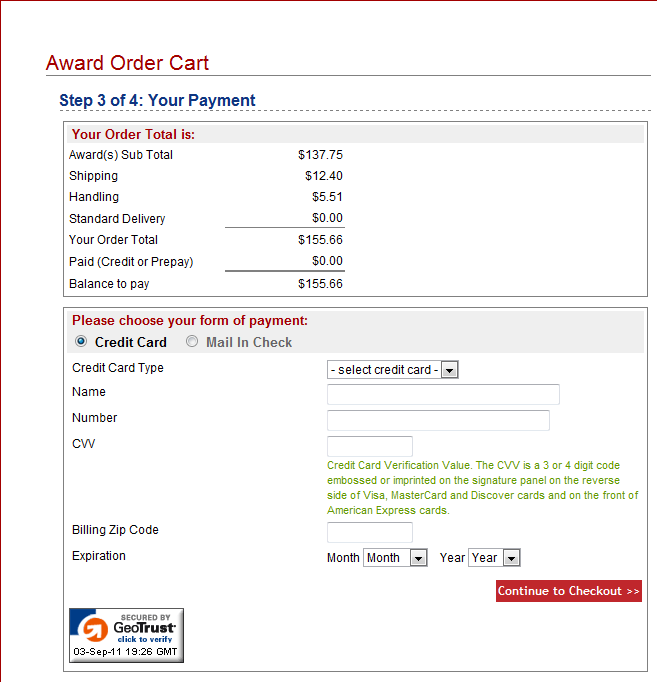 Award Order Cart
Step 3 of 4: Your Payment
Your Order Total is:
Award(s) Sub Total $137.75
Shipping $12.40
Handling $5.51
Standard Delivery $0.00
Your Order Total $155.66
Paid (Credit or Prepay) $0.00
Balance to pay $155.66
Please choose your form of payment:
Credit Card Mail In Check
Credit Card Type - select credit card -
Name
Number
CVV
Credit Card Verification Value. The CVV is a 3 or 4 digit code
embossed or imprinted on the signature panel on the reverse
side of Visa, MasterCard and Discover cards and on the front of
American Express cards.
Billing Zip Code
Expiration Month Month Year Year
Continue to Checkout >>
SECURED BY
GeoTrust
click to verify
03-Sep-11 19:26 GMT